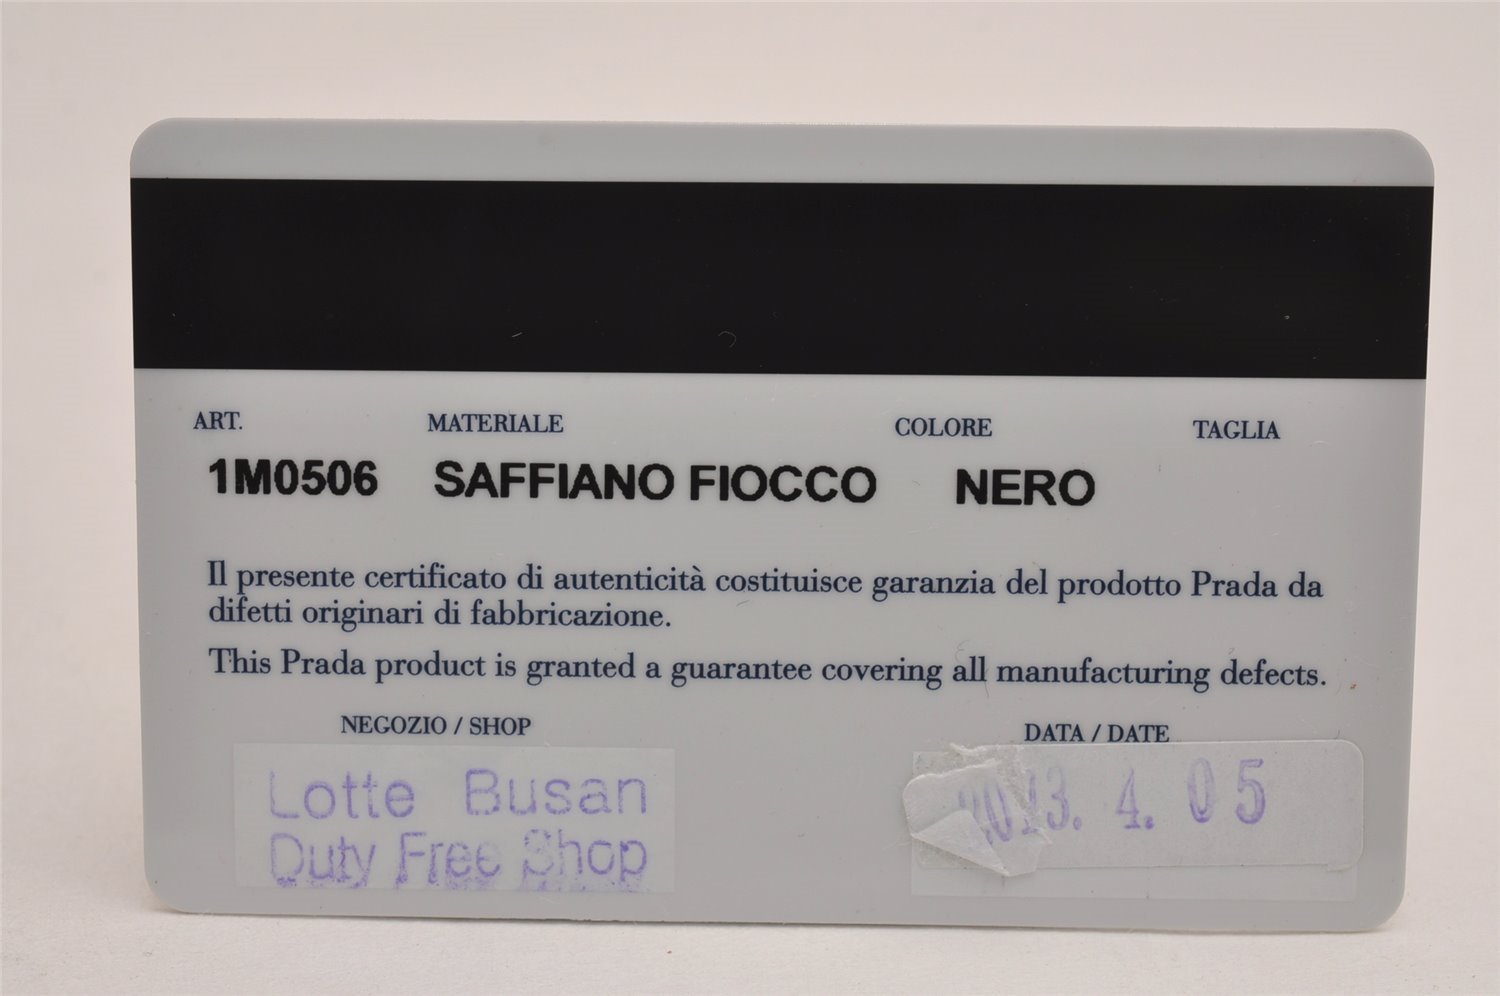 ART. MATERIALE COLORE TAGLIA
1M0506 SAFFIANO FIOCCO NERO
Il presente certificato di autenticità costituisce garanzia del prodotto Prada da
difetti originari di fabbricazione.
This Prada product is granted a guarantee covering all manufacturing defects.
NEGOZIO / SHOP DATA / DATE
Lotte Busan
Duty Free Shop
2013. 4. 05